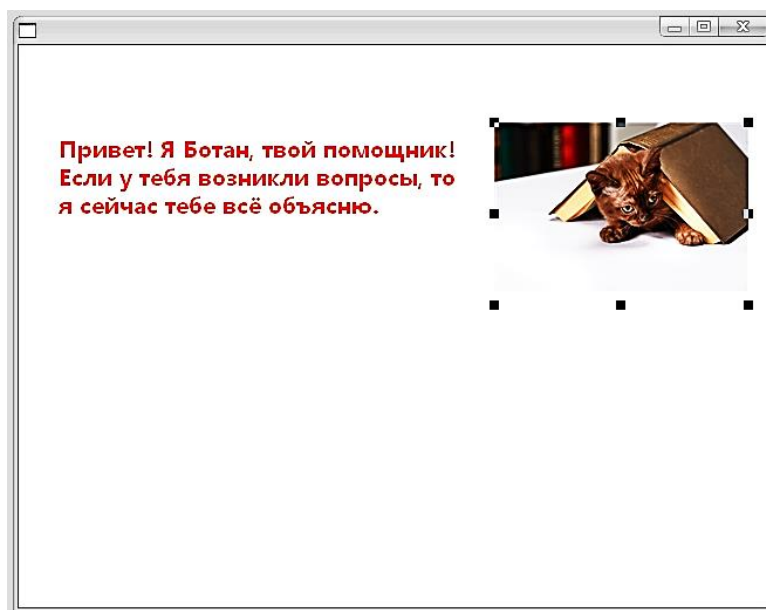 Привет! Я Ботан, твой помощник!
Если у тебя возникли вопросы, то
я сейчас тебе всё объясню.